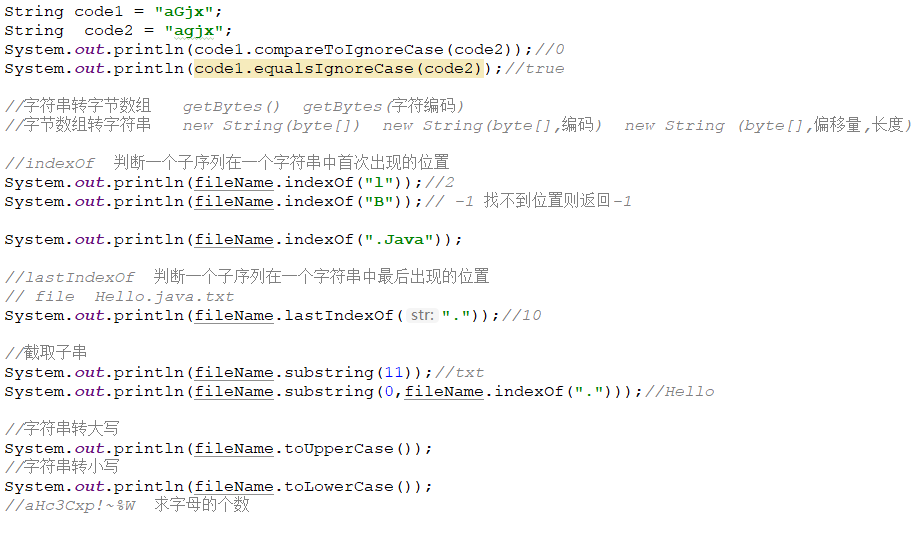 String code1 = "aGjx";
String  code2 = "agjx";
System.out.println(code1.compareToIgnoreCase(code2));//0
System.out.println(code1.equalsIgnoreCase(code2));//true
//字符串转字节数组   getBytes()  getBytes(字符编码)
//字节数组转字符串   new String(byte[])  new String(byte[],编码)  new String (byte[],偏移量,长度)
//indexOf  判断一个子序列在一个字符串中首次出现的位置
System.out.println(fileName.indexOf("l"));//2
System.out.println(fileName.indexOf("B"));// -1 找不到位置则返回-1
System.out.println(fileName.indexOf(".Java"));
//lastIndexOf  判断一个子序列在一个字符串中最后出现的位置
// file  Hello.java.txt
System.out.println(fileName.lastIndexOf( str: "."));//10
//截取子串
System.out.println(fileName.substring(11));//txt
System.out.println(fileName.substring(0,fileName.indexOf(".")));//Hello
//字符串转大写
System.out.println(fileName.toUpperCase());
//字符串转小写
System.out.println(fileName.toLowerCase());
//aHc3Cxp!~%W  求字母的个数